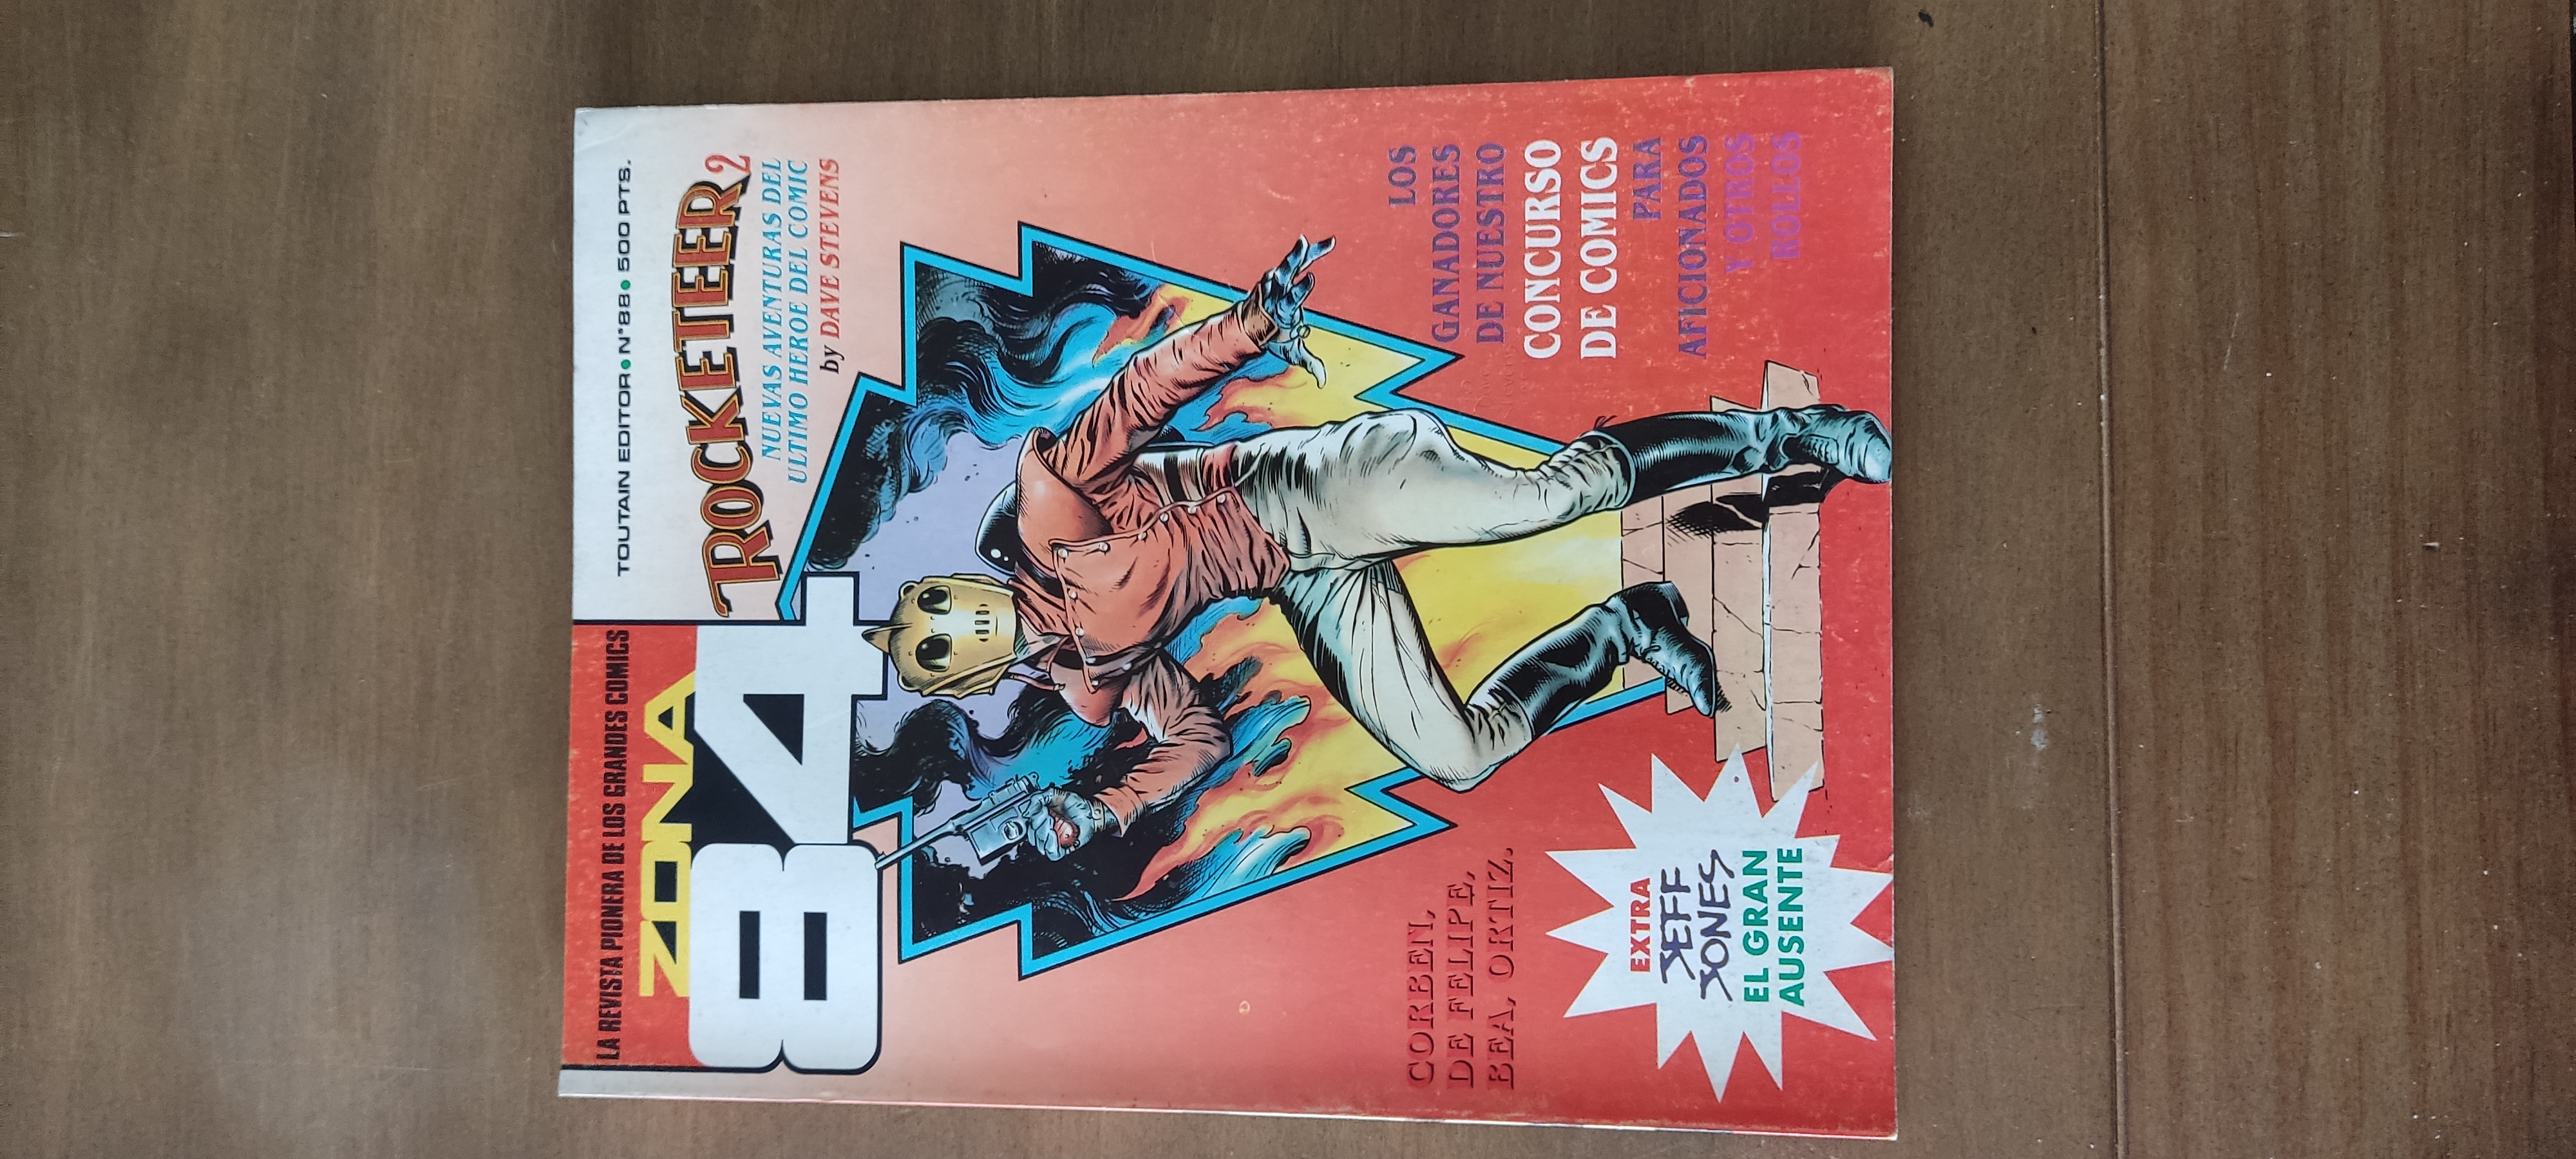 LA REVISTA PIONERA DE LOS GRANDES COMICS
TOUTAIN EDITOR • Nº 88 • 500 PTS.
ZONA
84
ROCKETEER 2
NUEVAS AVENTURAS DEL
ULTIMO HEROE DEL COMIC
by DAVE STEVENS
CORBEN,
DE FELIPE,
BEA, ORTIZ.
LOS
GANADORES
DE NUESTRO
CONCURSO
DE COMICS
PARA
AFICIONADOS
Y OTROS
ROLLOS
EXTRA
JEFF
JONES
EL GRAN
AUSENTE